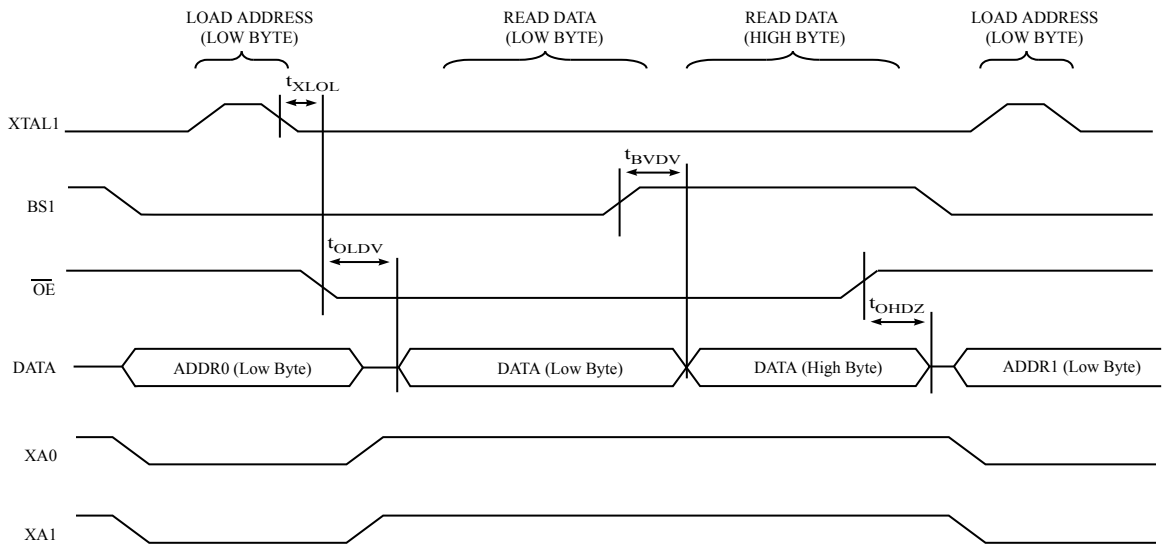 LOAD ADDRESS
(LOW BYTE)
READ DATA
(LOW BYTE)
READ DATA
(HIGH BYTE)
LOAD ADDRESS
(LOW BYTE)
tXLOL
XTAL1
tBVDV
BS1
tOLDV
OE
tOHDZ
DATA
ADDR0 (Low Byte)
DATA (Low Byte)
DATA (High Byte)
ADDR1 (Low Byte)
XA0
XA1